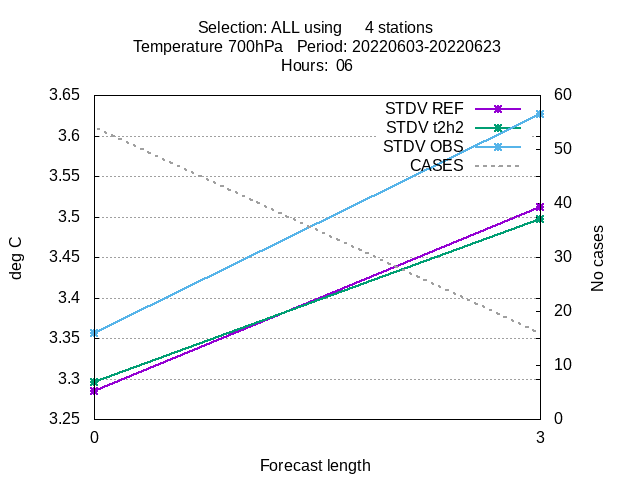 Selection: ALL using     4 stations
Temperature 700hPa   Period: 20220603-20220623
Hours:  06
3.65
3.6
3.55
3.5
3.45
3.4
3.35
3.3
3.25
deg C
STDV REF
STDV t2h2
STDV OBS
CASES
60
50
40
30
20
10
0
No cases
0
3
Forecast length